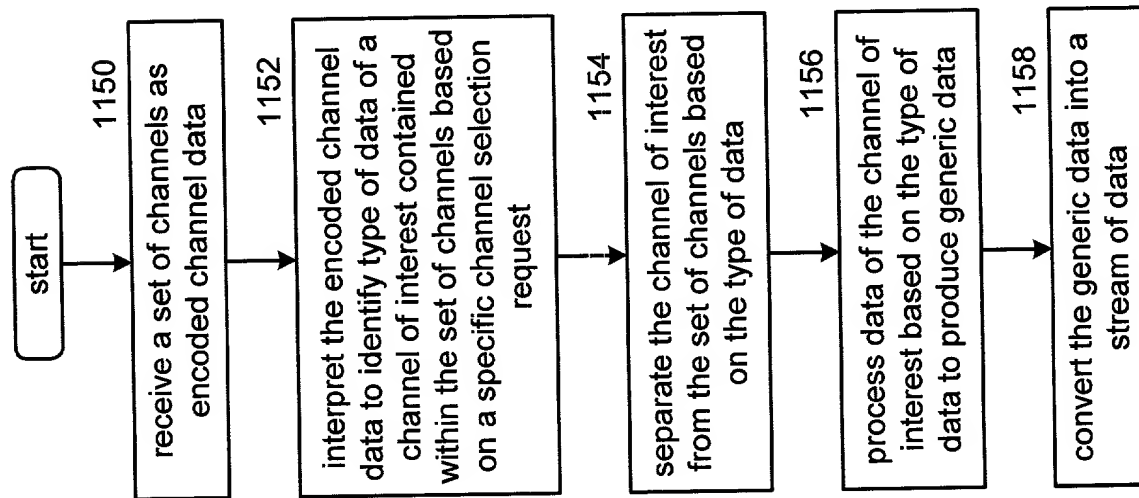 start
1150
receive a set of channels as
encoded channel data
1152
interpret the encoded channel
data to identify type of data of a
channel of interest contained
within the set of channels based
on a specific channel selection
request
1154
separate the channel of interest
from the set of channels based
on the type of data
1156
process data of the channel of
interest based on the type of
data to produce generic data
1158
convert the generic data into a
stream of data